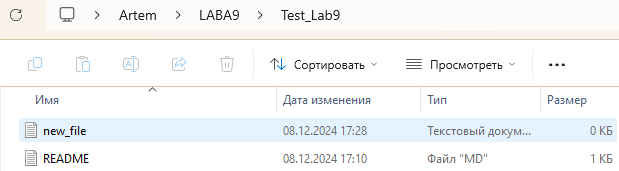 Artem > LABA9 > Test_Lab9
Сортировать Просмотреть ...
Имя Дата изменения Тип Размер
new_file 08.12.2024 17:28 Текстовый докум... 0 КБ
README 08.12.2024 17:10 Файл "MD" 1 КБ